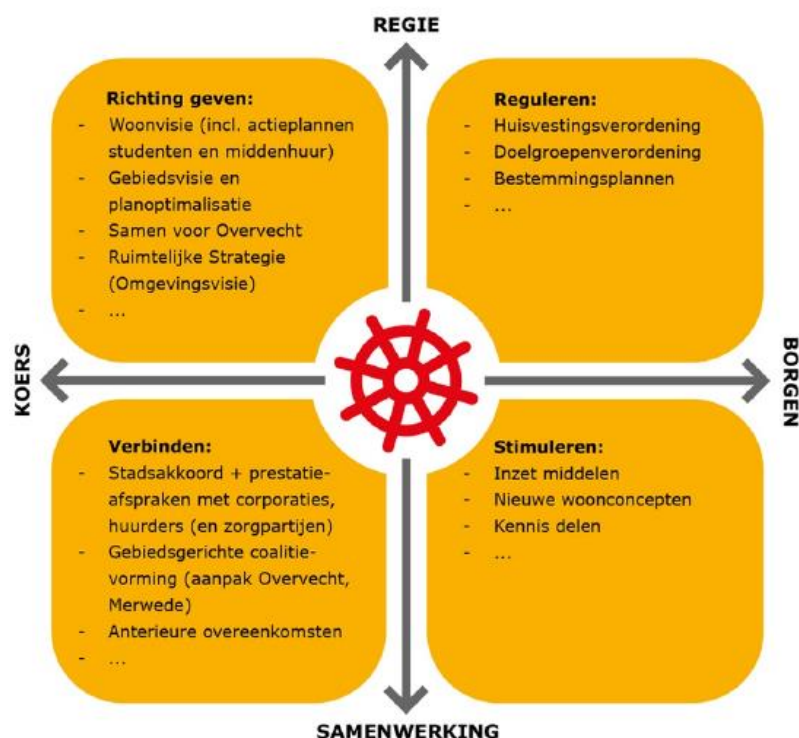 REGIE
Richting geven:
- Woonvisie (incl. actieplannen
studenten en middenhuur)
- Gebiedsvisie en
planoptimalisatie
- Samen voor Overvecht
- Ruimtelijke Strategie
(Omgevingsvisie)
- ...
Reguleren:
- Huisvestingsverordening
- Doelgroepenverordening
- Bestemmingsplannen
- ...
KOERS
BORGEN
Verbinden:
- Stadsakkoord + prestatie-
afspraken met corporaties,
huurders (en zorgpartijen)
- Gebiedsgerichte coalitie-
vorming (aanpak Overvecht,
Merwede)
- Anterieure overeenkomsten
- ...
Stimuleren:
- Inzet middelen
- Nieuwe woonconcepten
- Kennis delen
- ...
SAMENWERKING